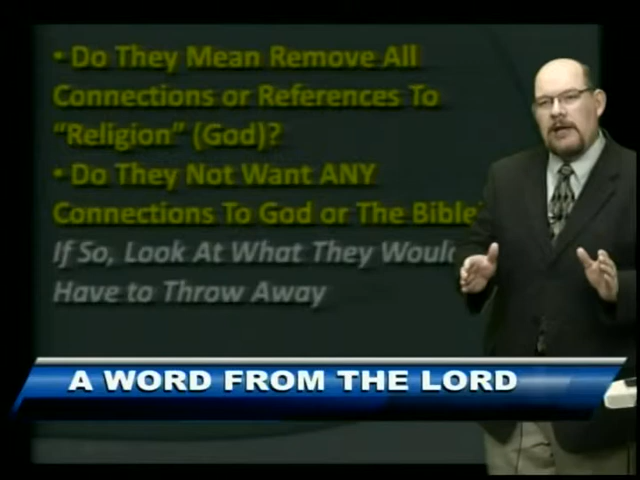 • Do They Mean Remove All
Connections or References To
"Religion" (God)?
• Do They Not Want ANY
Connections To God or The Bible
If So, Look At What They Would
Have to Throw Away
A WORD FROM THE LORD